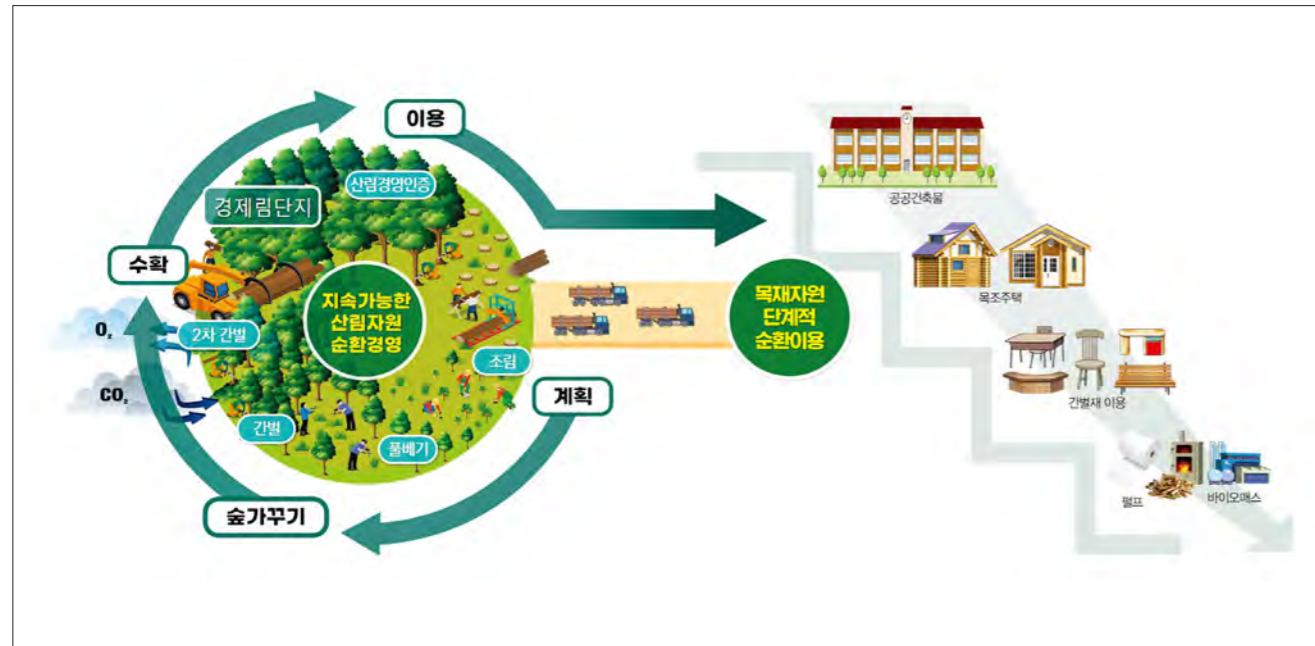 이용
산림경영인증
경제림단지
수확
지속가능한
산림자원
순환경영
O₂
2차 간벌
CO₂
조림
계획
간벌
풀베기
숲가꾸기
목재자원
단계적
순환이용
공공건축물
목조주택
간벌재 이용
펄프
바이오매스